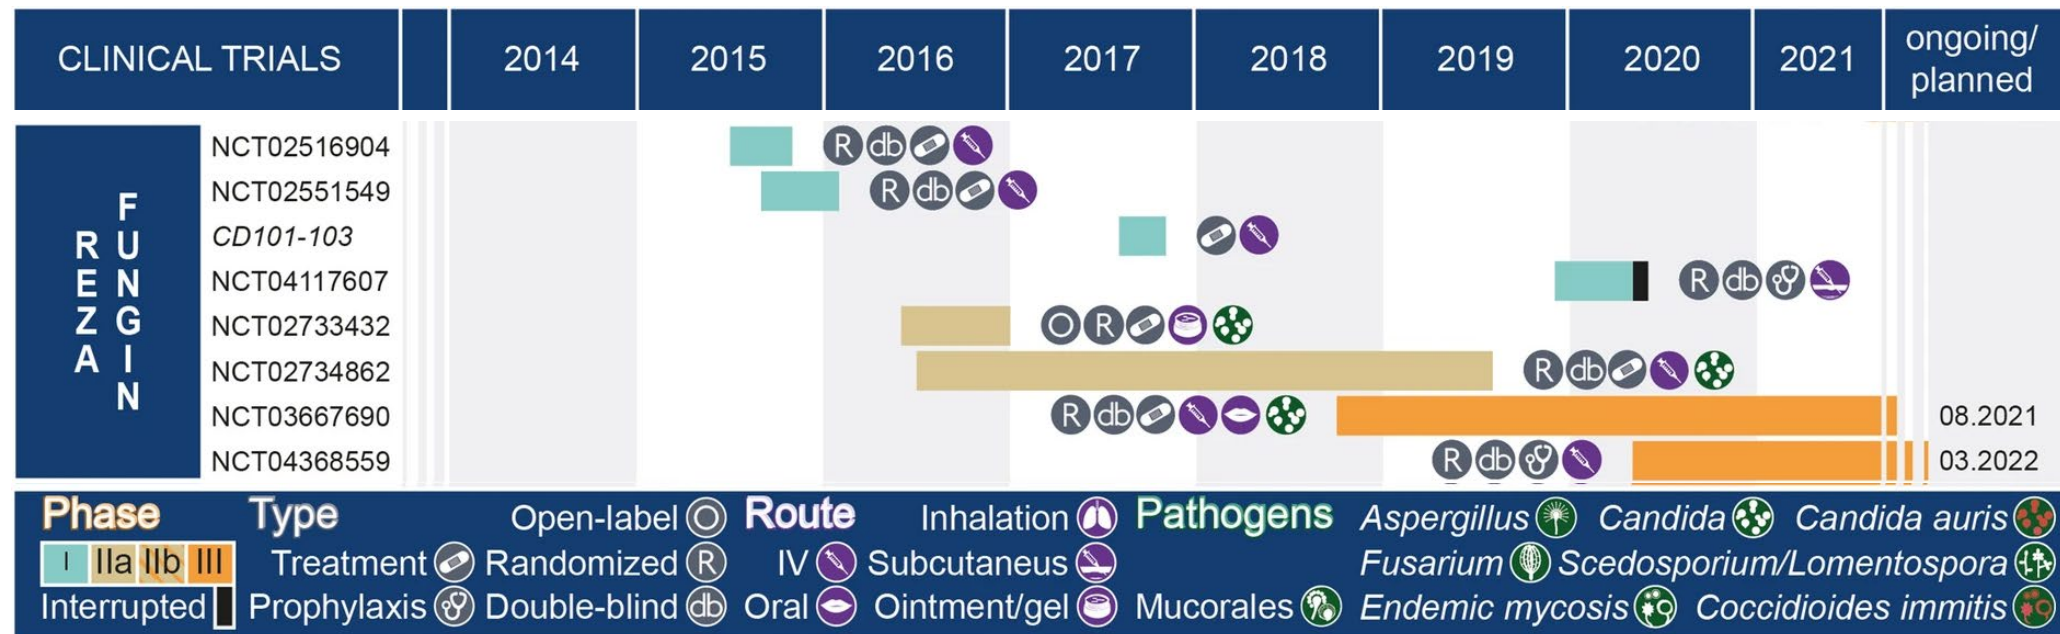 CLINICAL TRIALS 2014 2015 2016 2017 2018 2019 2020 2021 ongoing/
planned
REZAFUNGIN
NCT02516904 R db
NCT02551549 R db
CD101-103
NCT04117607 R db
NCT02733432 O R
NCT02734862 R db
NCT03667690 R db 08.2021
NCT04368559 R db 03.2022
Phase Type Open-label O Route Inhalation Pathogens Aspergillus Candida Candida auris
I IIa IIb III Treatment Randomized R IV Subcutaneus Fusarium Scedosporium/Lomentospora
Interrupted Prophylaxis Double-blind db Oral Ointment/gel Mucorales Endemic mycosis Coccidioides immitis